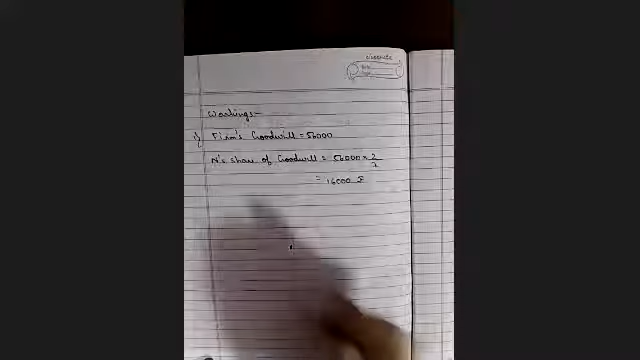 Workings:-
1) Firm's Goodwill = 56000
N's share of Goodwill = 56000 × 2/7
= 16000 ₹